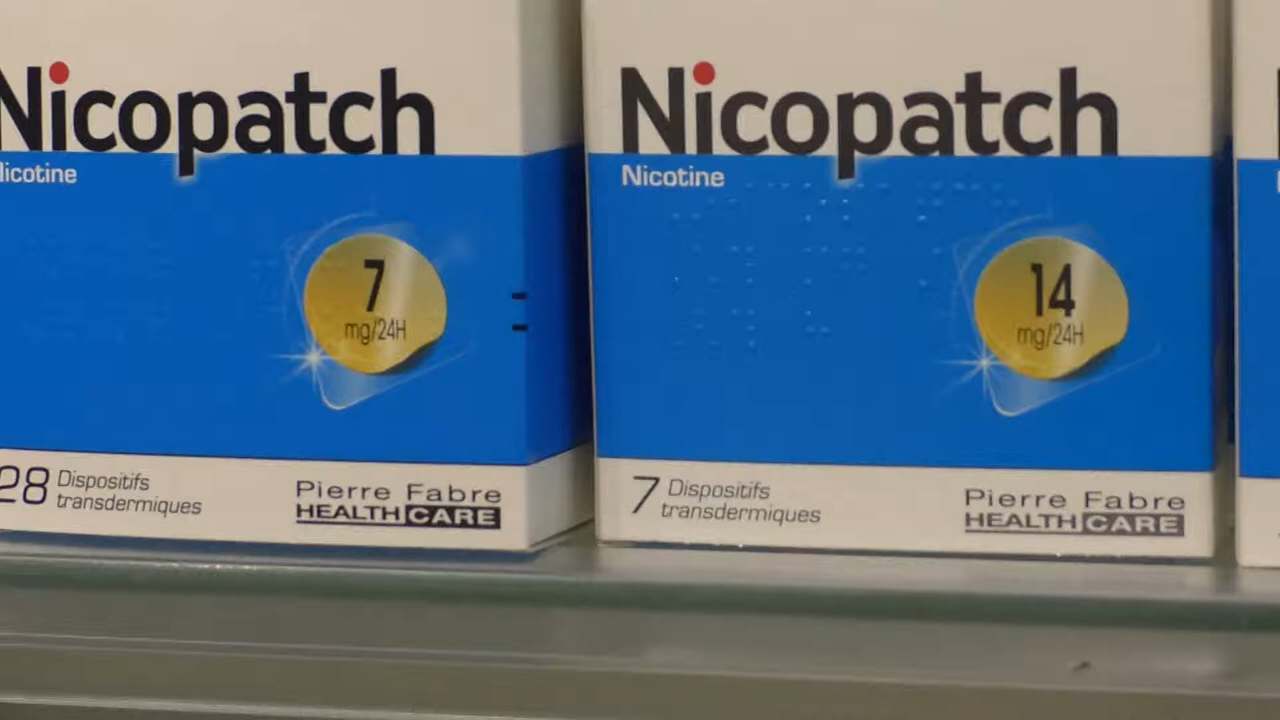 Nicopatch
Nicotine
7
mg/24H
28 Dispositifs
transdermiques
Pierre Fabre
HEALTH CARE
Nicopatch
Nicotine
14
mg/24H
7 Dispositifs
transdermiques
Pierre Fabre
HEALTH CARE